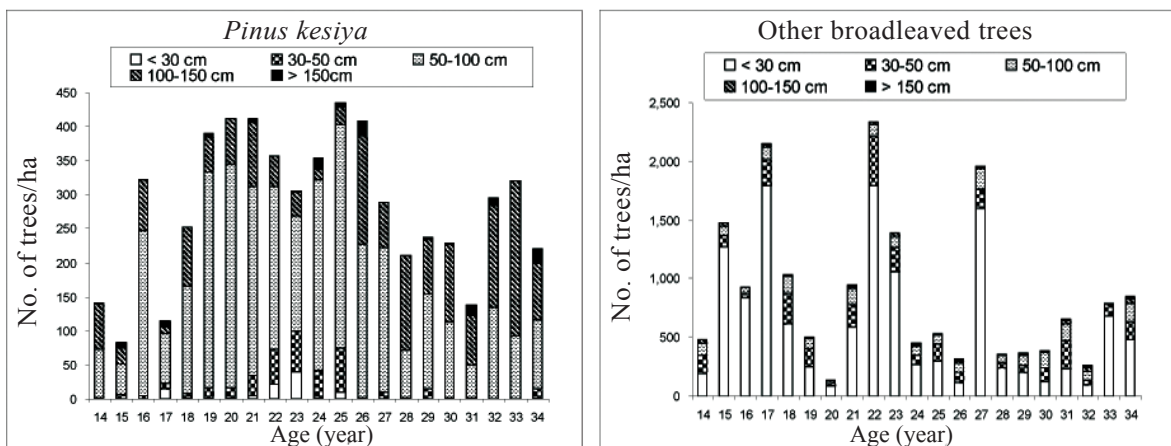 Pinus kesiya
< 30 cm 30-50 cm 50-100 cm
100-150 cm > 150cm
No. of trees/ha
450
400
350
300
250
200
150
100
50
0
14 15 16 17 18 19 20 21 22 23 24 25 26 27 28 29 30 31 32 33 34
Age (year)
Other broadleaved trees
< 30 cm 30-50 cm 50-100 cm
100-150 cm > 150 cm
No. of trees/ha
2,500
2,000
1,500
1,000
500
0
14 15 16 17 18 19 20 21 22 23 24 25 26 27 28 29 30 31 32 33 34
Age (year)